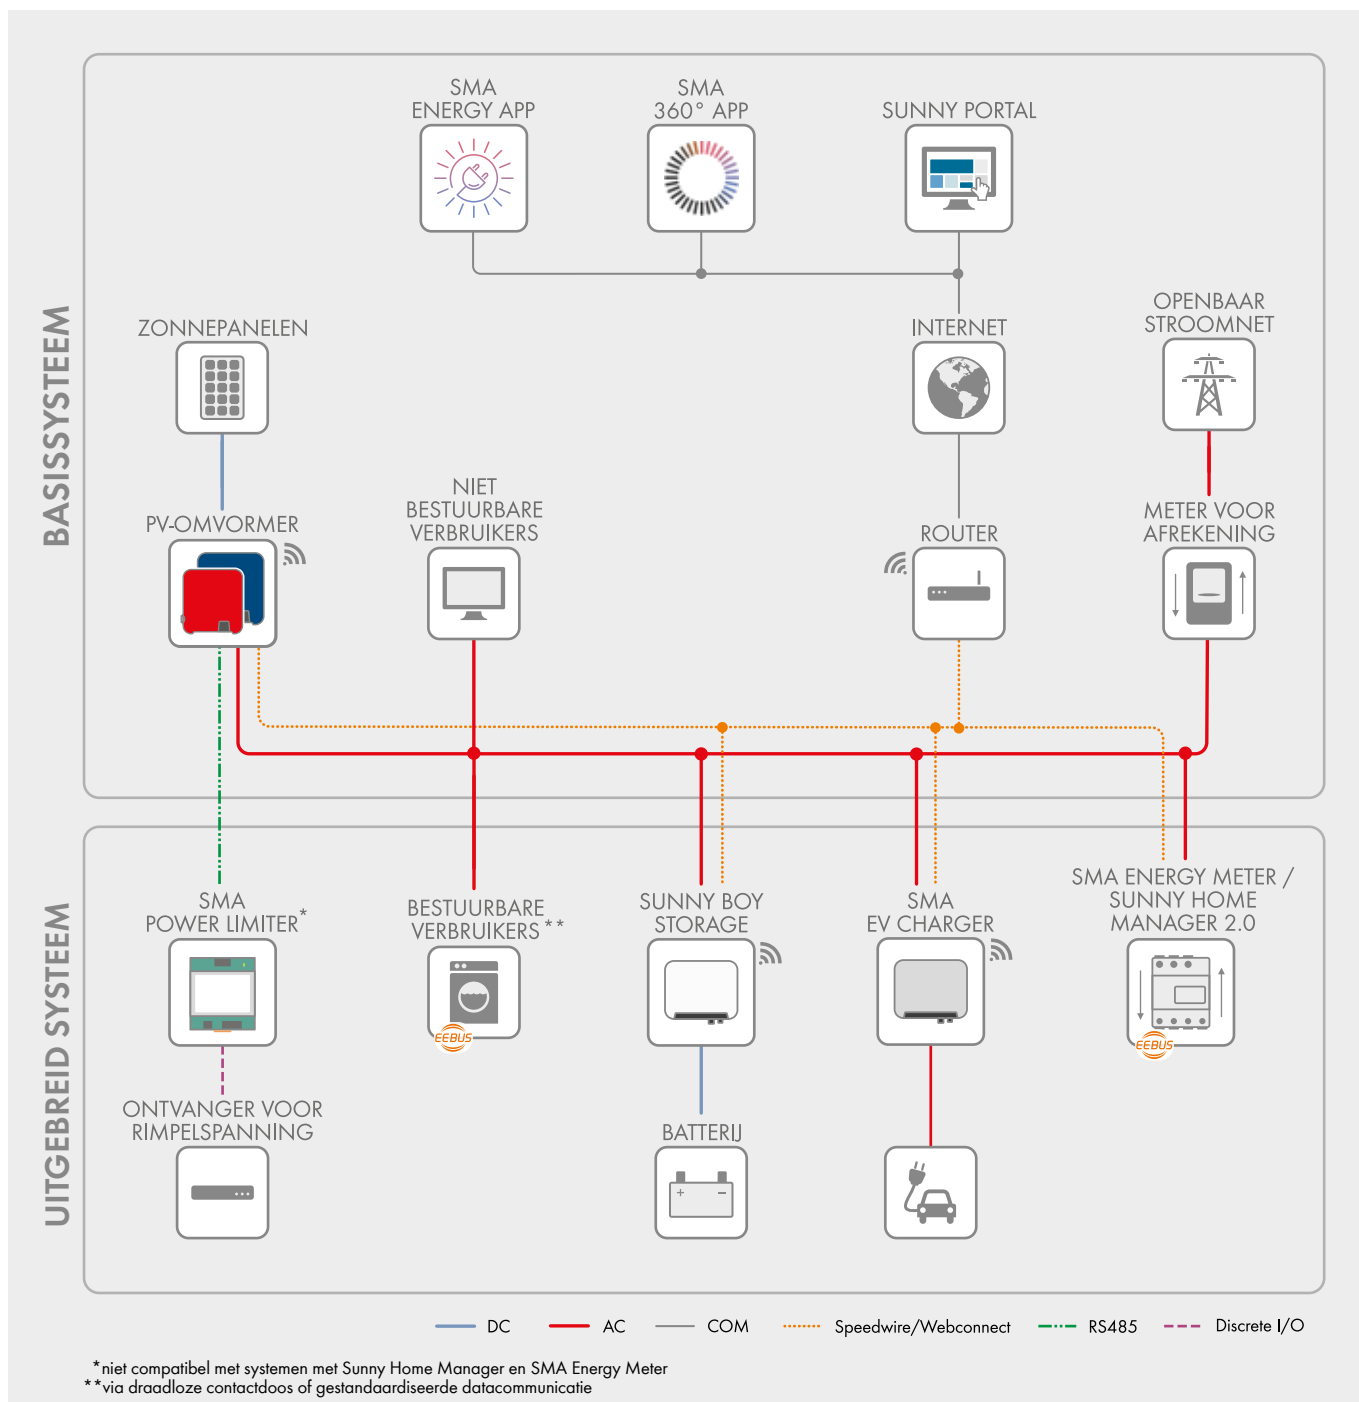 BASISSYSTEEM
SMA
ENERGY APP
SMA
360° APP
SUNNY PORTAL
ZONNEPANELEN
INTERNET
OPENBAAR
STROOMNET
PV-OMVORMER
NIET
BESTUURBARE
VERBRUIKERS
ROUTER
METER VOOR
AFREKENING
UITGEBREID SYSTEEM
SMA
POWER LIMITER*
BESTUURBARE
VERBRUIKERS**
EEBUS
SUNNY BOY
STORAGE
SMA
EV CHARGER
SMA ENERGY METER /
SUNNY HOME
MANAGER 2.0
EEBUS
ONTVANGER VOOR
RIMPELSPANNING
BATTERIJ
+ −
DC
AC
COM
Speedwire/Webconnect
RS485
Discrete I/O
*niet compatibel met systemen met Sunny Home Manager en SMA Energy Meter
**via draadloze contactdoos of gestandaardiseerde datacommunicatie